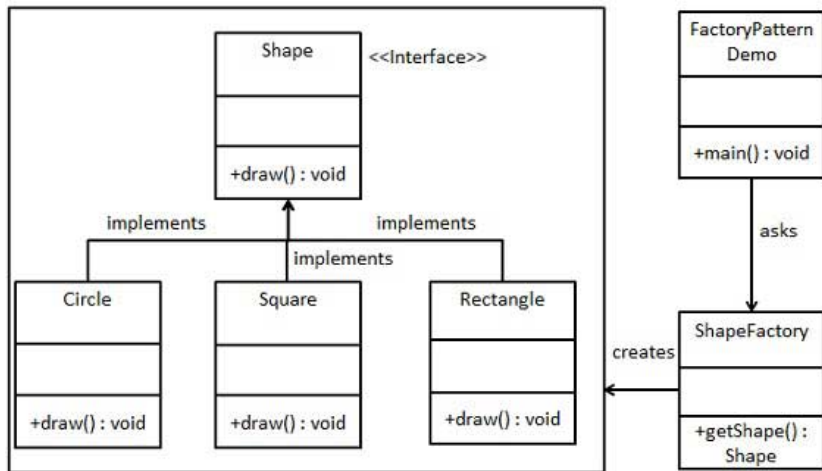 Shape
<<Interface>>
+draw() : void
implements
implements
implements
Circle
+draw() : void
Square
+draw() : void
Rectangle
+draw() : void
FactoryPattern
Demo
+main() : void
asks
ShapeFactory
creates
+getShape() :
Shape